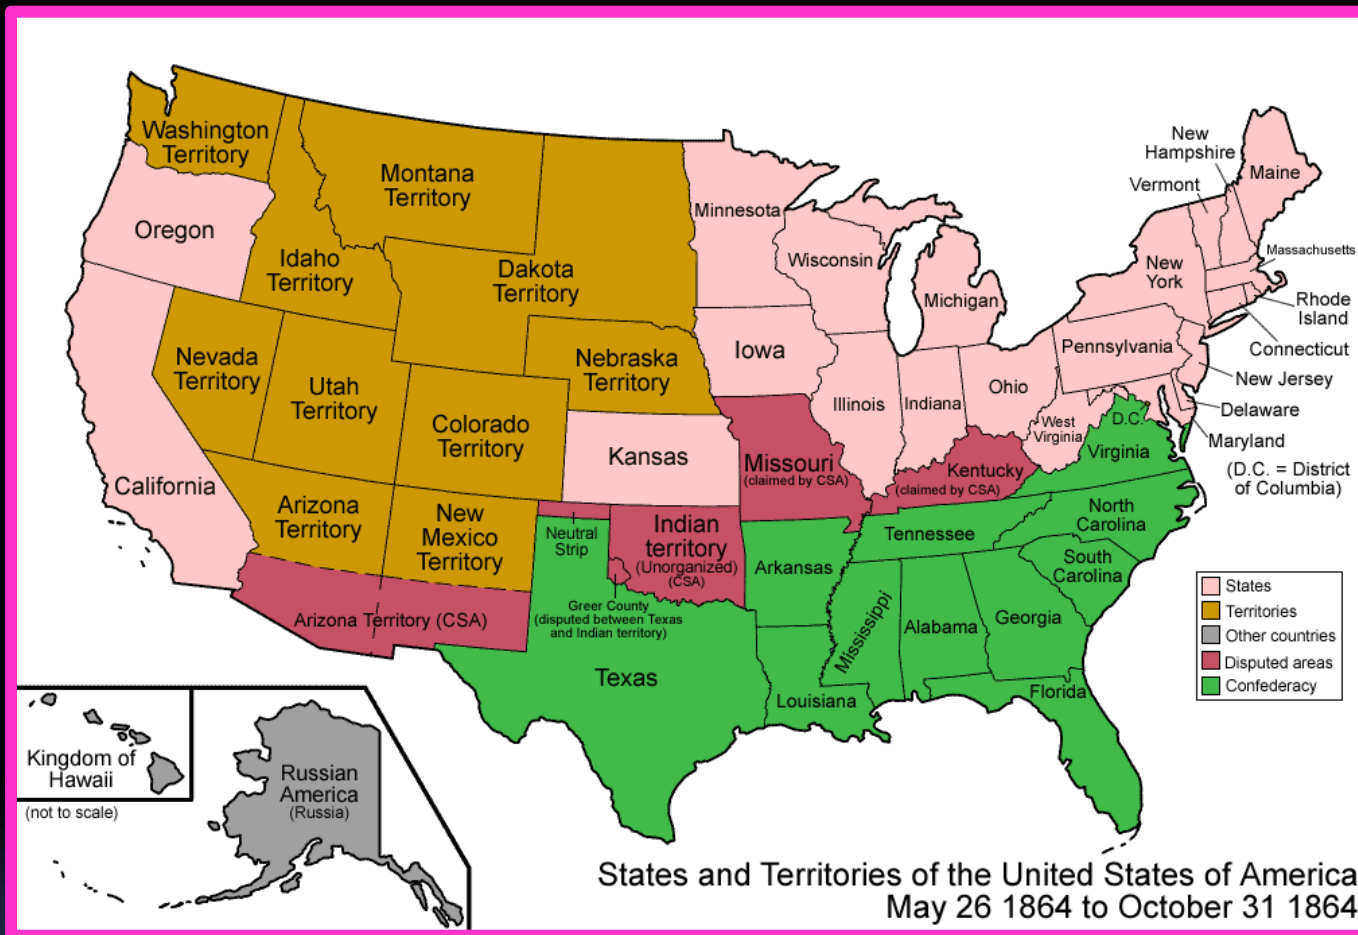 Washington
Territory
Montana
Territory
Oregon
Idaho
Territory
Dakota
Territory
Minnesota
Wisconsin
Michigan
New
Hampshire
Vermont
Maine
Massachusetts
New
York
Rhode
Island
Connecticut
Pennsylvania
New Jersey
Delaware
Maryland
(D.C. = District
of Columbia)
Nevada
Territory
Utah
Territory
Colorado
Territory
Nebraska
Territory
Iowa
Illinois
Indiana
Ohio
West
Virginia
D.C.
Virginia
California
Kansas
Missouri
(claimed by CSA)
Kentucky
(claimed by CSA)
Arizona
Territory
New
Mexico
Territory
Neutral
Strip
Indian
territory
(Unorganized)
(CSA)
Arkansas
Tennessee
North
Carolina
South
Carolina
Arizona Territory (CSA)
Greer County
(disputed between Texas
and Indian territory)
Texas
Louisiana
Mississippi
Alabama
Georgia
Florida
States
Territories
Other countries
Disputed areas
Confederacy
Kingdom of
Hawaii
(not to scale)
Russian
America
(Russia)
States and Territories of the United States of America
May 26 1864 to October 31 1864